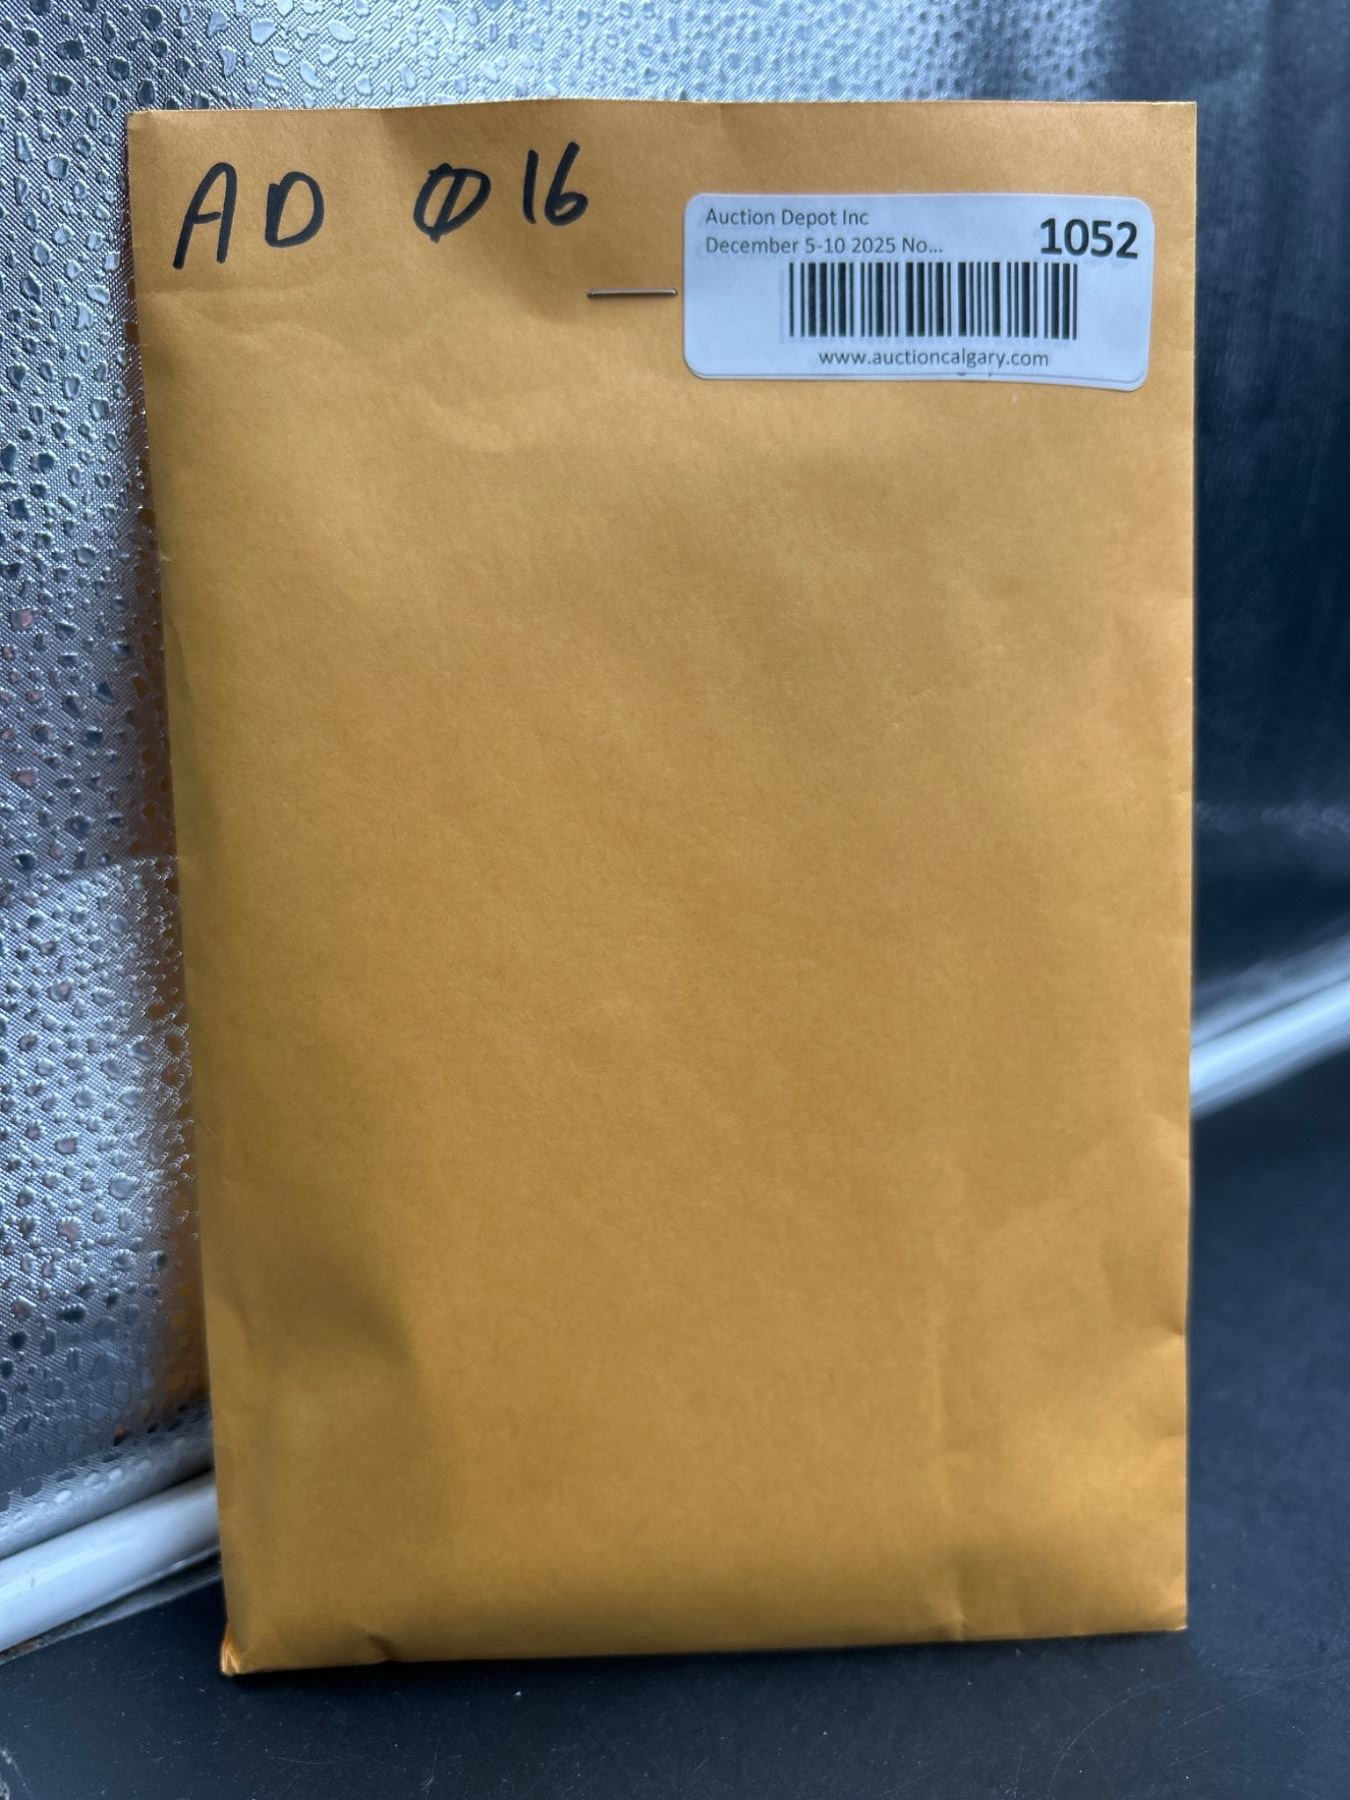 AD Ø16
Auction Depot Inc
December 5-10 2025 No...
1052
www.auctioncalgary.com